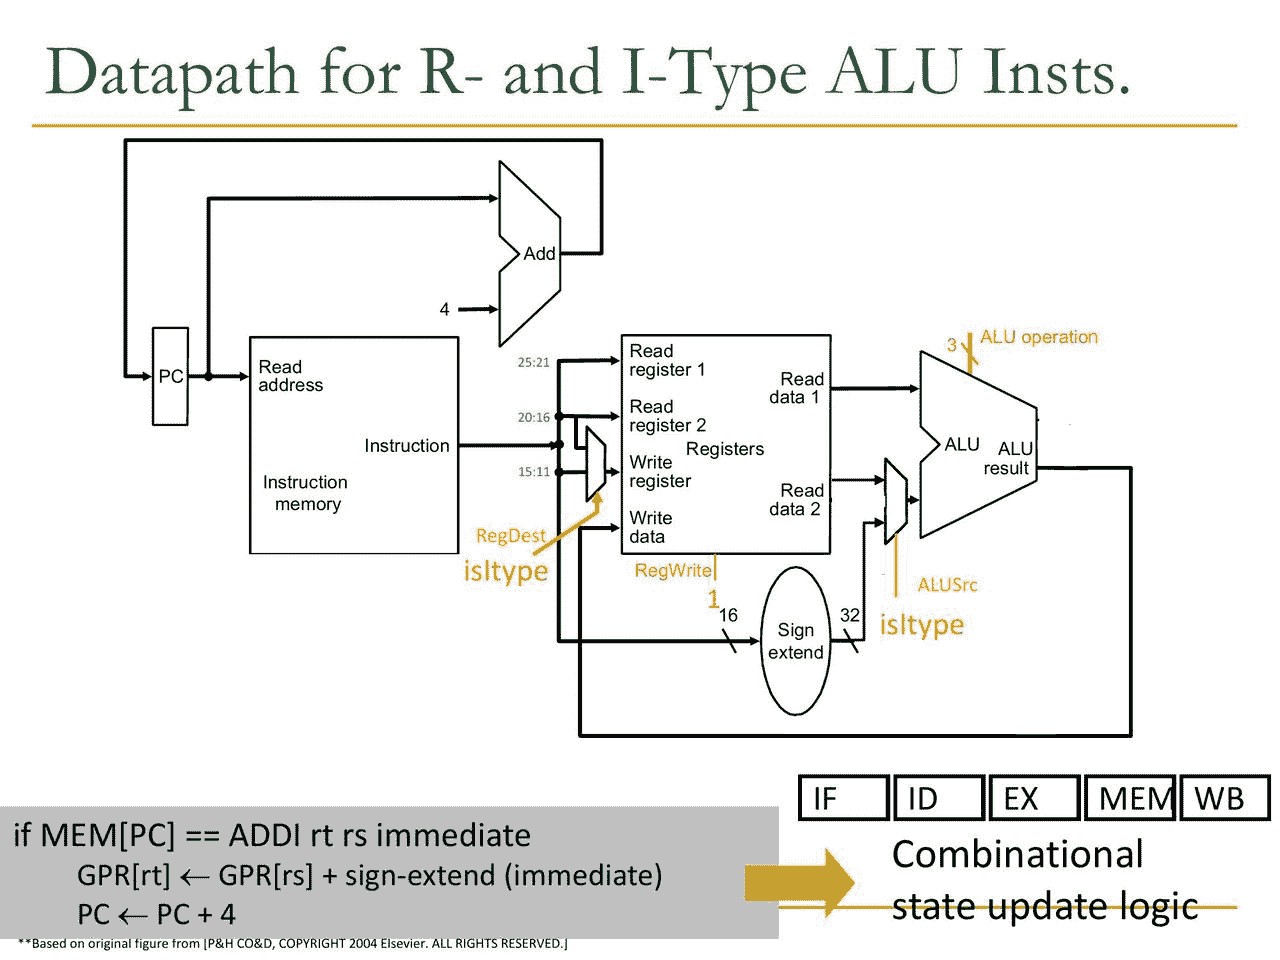 Datapath for R- and I-Type ALU Insts.
Add
4
PC
Read
address
Instruction
Instruction
memory
25:21
20:16
15:11
RegDest
isItype
Read
register 1
Read
register 2
Registers
Write
register
Write
data
Read
data 1
Read
data 2
RegWrite
1
16
Sign
extend
32
3
ALU operation
ALU
ALU
result
ALUSrc
isItype
IF
ID
EX
MEM
WB
if MEM[PC] == ADDI rt rs immediate
GPR[rt] ← GPR[rs] + sign-extend (immediate)
PC ← PC + 4
Combinational
state update logic
**Based on original figure from [P&H CO&D, COPYRIGHT 2004 Elsevier. ALL RIGHTS RESERVED.]